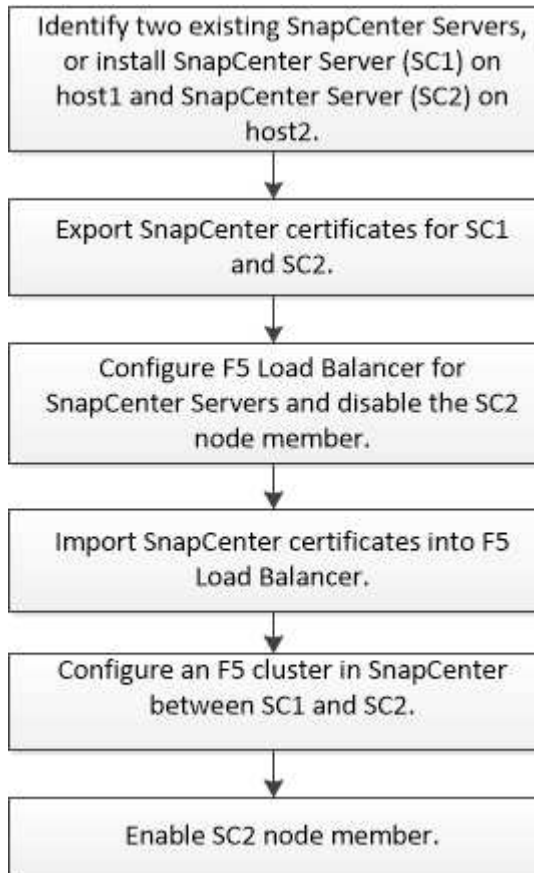 Identify two existing SnapCenter Servers,
or install SnapCenter Server (SC1) on
host1 and SnapCenter Server (SC2) on
host2.
Export SnapCenter certificates for SC1
and SC2.
Configure F5 Load Balancer for
SnapCenter Servers and disable the SC2
node member.
Import SnapCenter certificates into F5
Load Balancer.
Configure an F5 cluster in SnapCenter
between SC1 and SC2.
Enable SC2 node member.